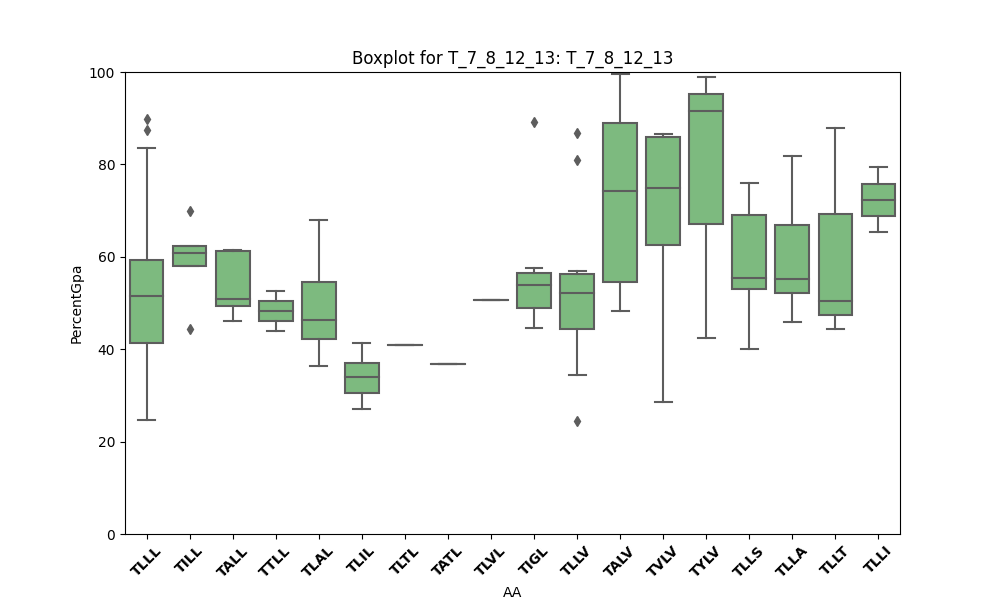 Boxplot for T_7_8_12_13: T_7_8_12_13
100
80
60
40
20
0
PercentGpa
TLLL TILL TALL TTLL TLAL TLIL TLTL TATL TLVL TIGL TLLV TALV TVLV TYLV TLLS TLLA TLLT TLLI
AA